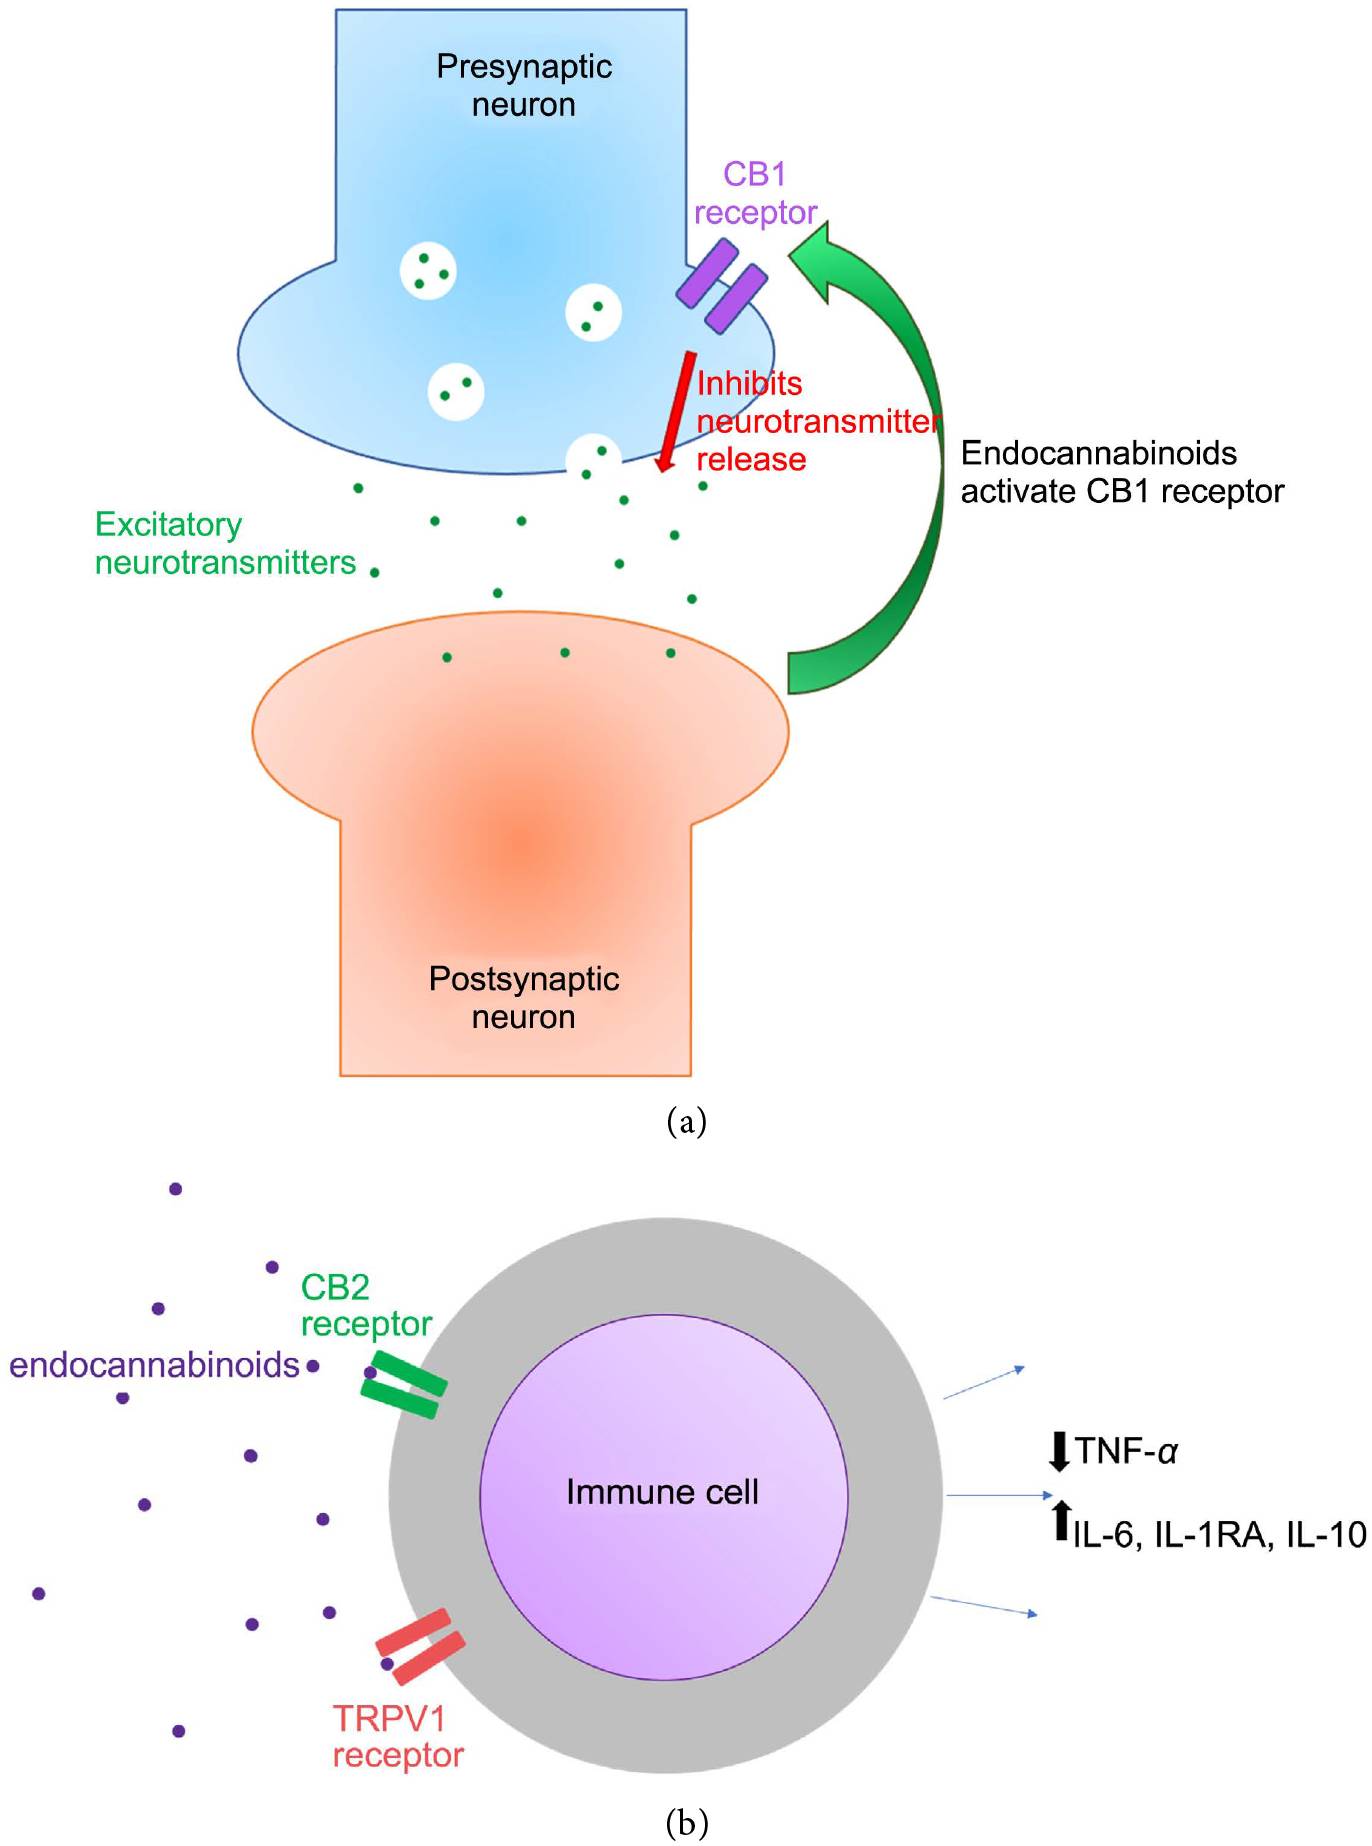 Presynaptic
neuron
CB1
receptor
Inhibits
neurotransmitter
release
Endocannabinoids
activate CB1 receptor
Excitatory
neurotransmitters
Postsynaptic
neuron
(a)
CB2
receptor
endocannabinoids
Immune cell
TNF-α
IL-6, IL-1RA, IL-10
TRPV1
receptor
(b)